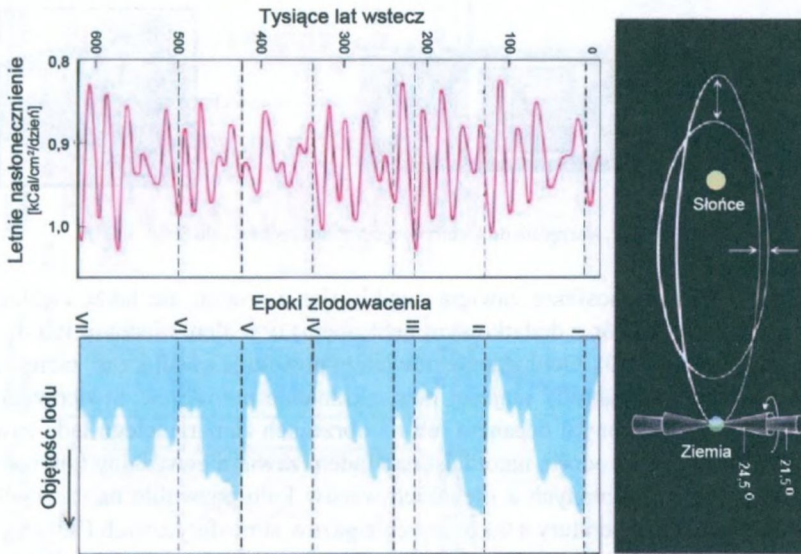 Tysiące lat wstecz
600 500 400 300 200 100 0
Letnie nasłonecznienie
[kCal/cm²/dzień]
0,8
0,9
1,0
Epoki zlodowacenia
VII VI V IV III II I
Objętość lodu
Słońce
Ziemia
24,5°
21,5°